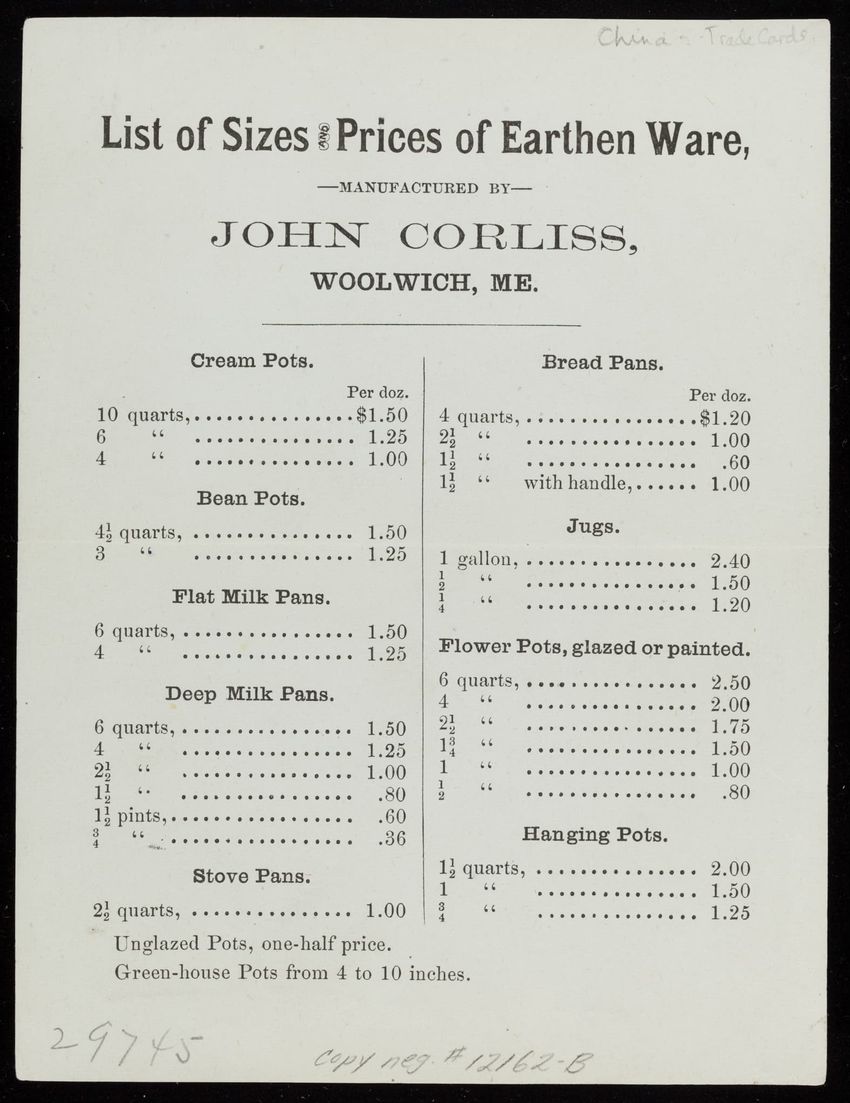 China - Trade Cards.
List of Sizes AND Prices of Earthen Ware,
—MANUFACTURED BY—
JOHN CORLISS,
WOOLWICH, ME.
Cream Pots.
Per doz.
10 quarts,...............$1.50
6 “ ............... 1.25
4 “ ............... 1.00
Bean Pots.
4½ quarts, ............... 1.50
3 “ ............... 1.25
Flat Milk Pans.
6 quarts, ................ 1.50
4 “ ................ 1.25
Deep Milk Pans.
6 quarts, ................ 1.50
4 “ ................ 1.25
2½ “ ................ 1.00
1½ “ ................ .80
1½ pints,................. .60
¾ “ ................. .36
Stove Pans.
2½ quarts, ............... 1.00
Bread Pans.
Per doz.
4 quarts, ................$1.20
2½ “ ................ 1.00
1½ “ ................ .60
1½ “ with handle,...... 1.00
Jugs.
1 gallon, ................ 2.40
½ “ ................ 1.50
¼ “ ................ 1.20
Flower Pots, glazed or painted.
6 quarts, ................ 2.50
4 “ ................ 2.00
2½ “ ................ 1.75
1¾ “ ................ 1.50
1 “ ................ 1.00
½ “ ................ .80
Hanging Pots.
1½ quarts, ............... 2.00
1 “ ............... 1.50
¾ “ ............... 1.25
Unglazed Pots, one-half price.
Green-house Pots from 4 to 10 inches.
29745
Copy neg. # 12162-B